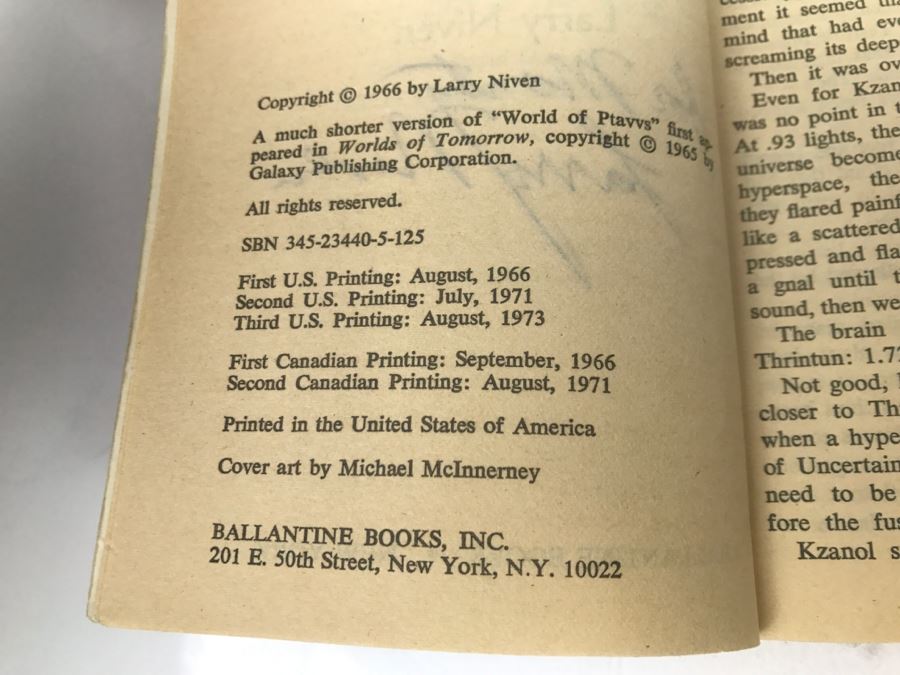 Copyright © 1966 by Larry Niven
A much shorter version of "World of Ptavvs" first ap-
peared in Worlds of Tomorrow, copyright © 1965 by
Galaxy Publishing Corporation.
All rights reserved.
SBN 345-23440-5-125
First U.S. Printing: August, 1966
Second U.S. Printing: July, 1971
Third U.S. Printing: August, 1973
First Canadian Printing: September, 1966
Second Canadian Printing: August, 1971
Printed in the United States of America
Cover art by Michael McInnerney
BALLANTINE BOOKS, INC.
201 E. 50th Street, New York, N.Y. 10022
ment it seemed
mind that had
screaming its deep
Then it was
Even for
was no point in
At .93 lights, the
universe become
hyperspace, the
they flared
like a scattered
pressed and
a gnal until
sound, then we
The brain
Thrintun:
Not good,
closer to
when a
of
need to be
fore the
Kzanol